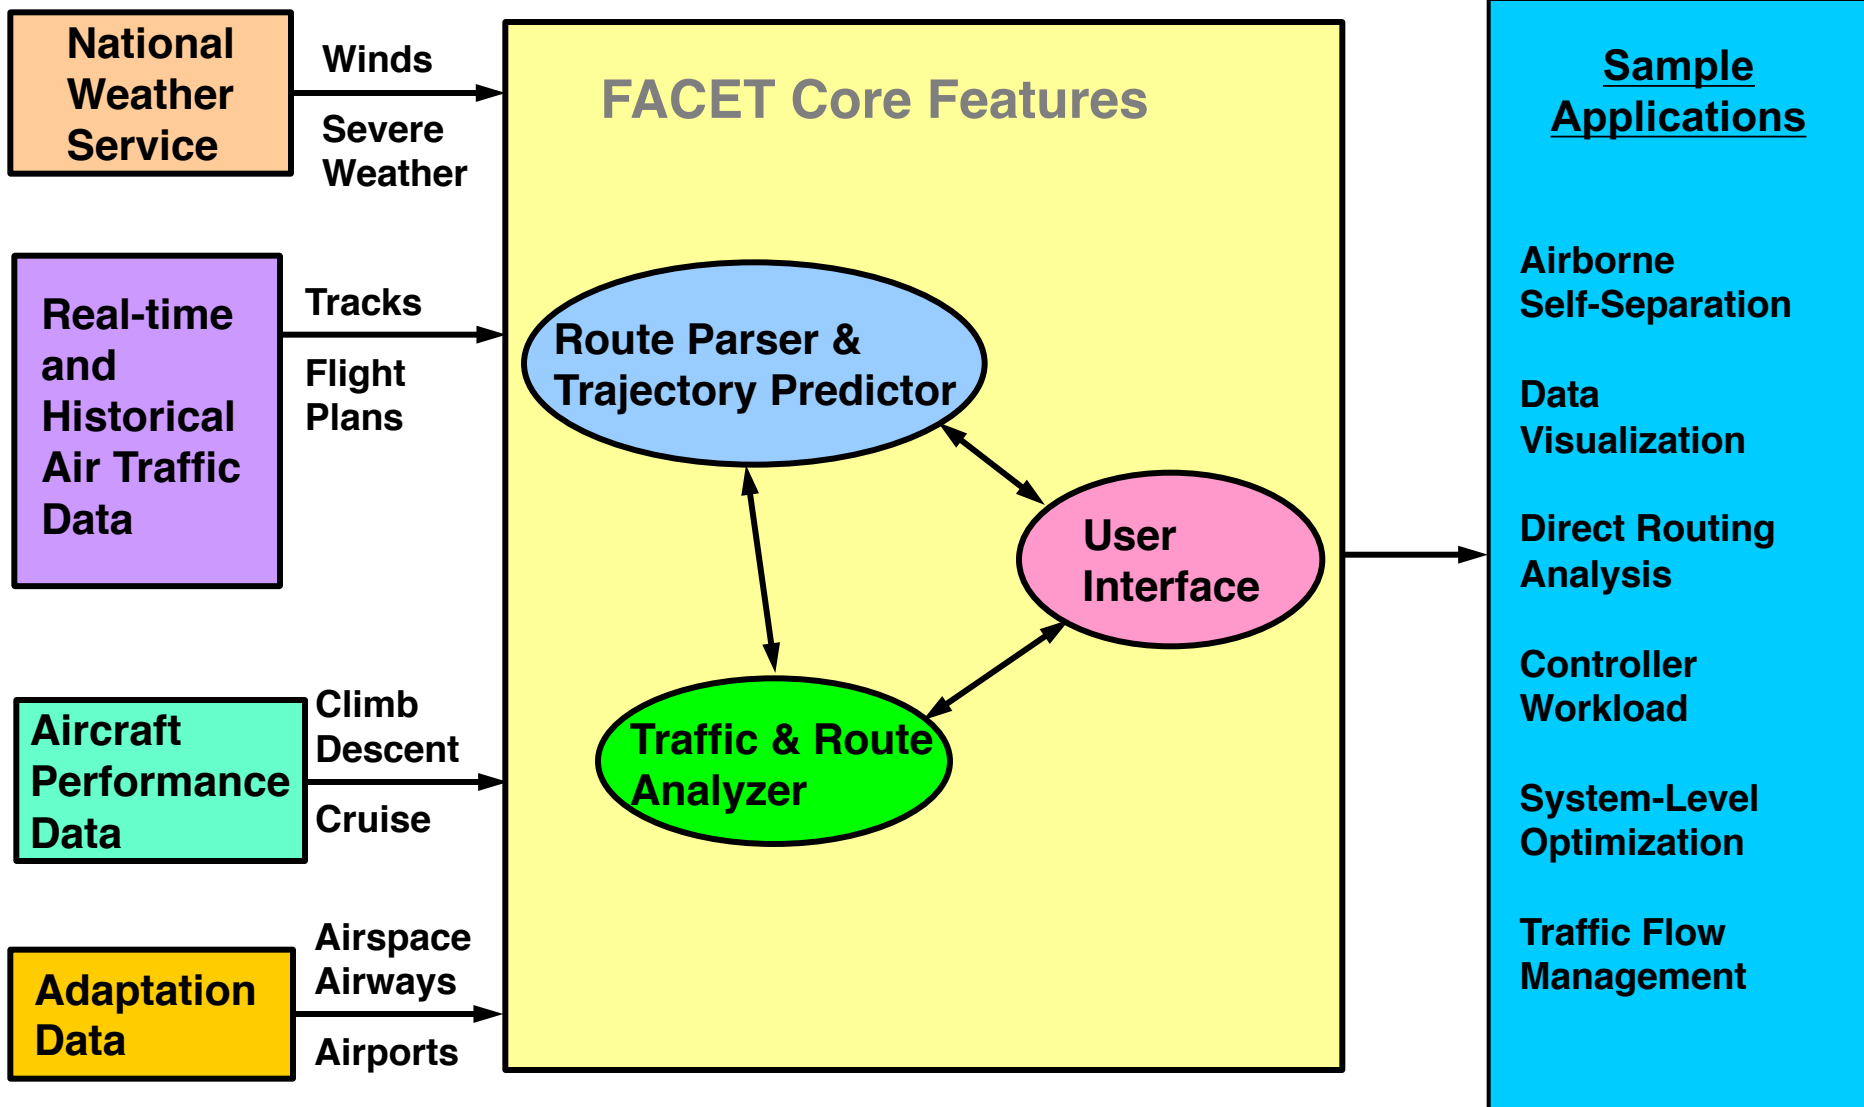 National
Weather
Service
Winds
Severe
Weather
Real-time
and
Historical
Air Traffic
Data
Tracks
Flight
Plans
Aircraft
Performance
Data
Climb
Descent
Cruise
Adaptation
Data
Airspace
Airways
Airports
FACET Core Features
Route Parser &
Trajectory Predictor
User
Interface
Traffic & Route
Analyzer
Sample
Applications
Airborne
Self-Separation
Data
Visualization
Direct Routing
Analysis
Controller
Workload
System-Level
Optimization
Traffic Flow
Management